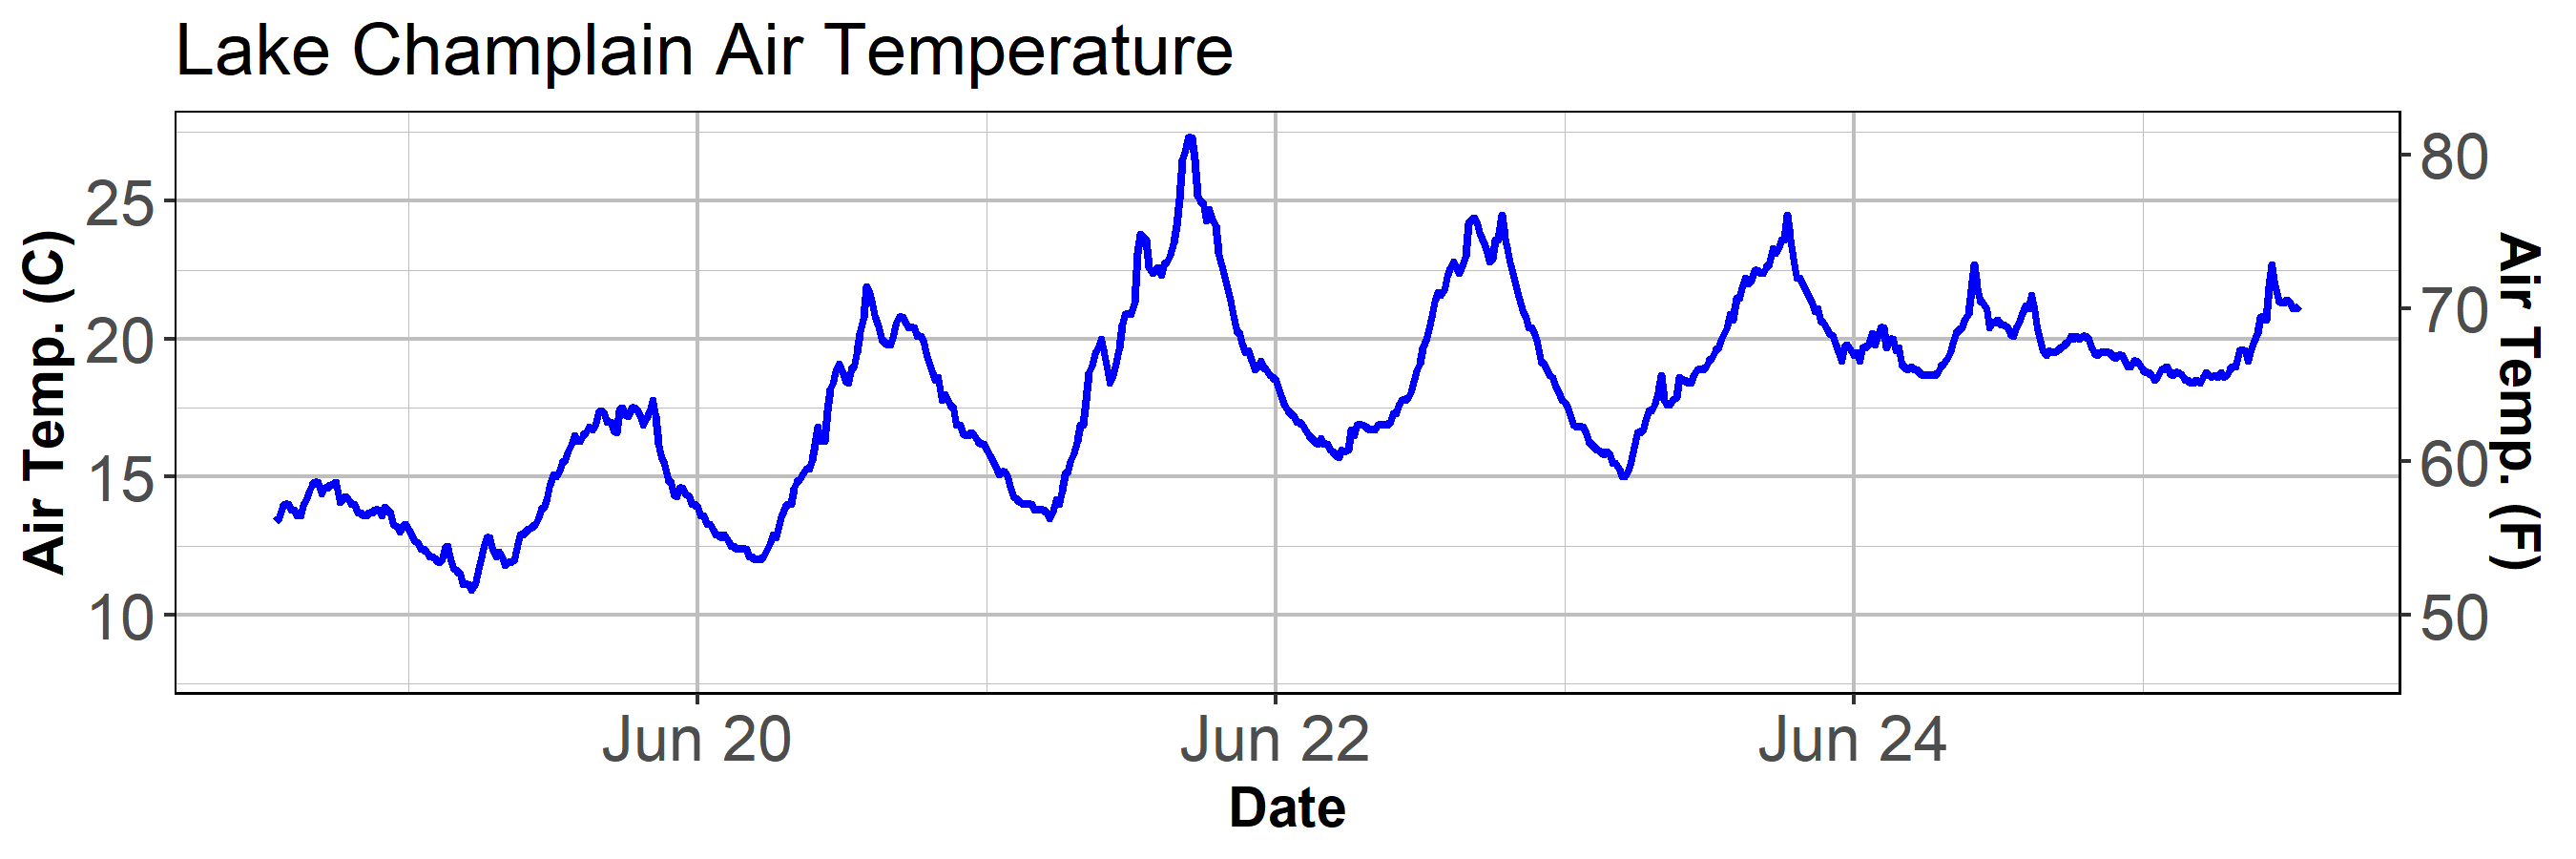 Lake Champlain Air Temperature
Air Temp. (C)
25
20
15
10
80
70
60
50
Air Temp. (F)
Jun 20
Jun 22
Jun 24
Date